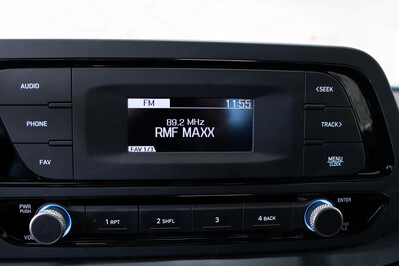 AUDIO
PHONE
FAV
FM 11:55
89.2 MHz
RMF MAXX
FAV 1/1
<SEEK
TRACK>
MENU
CLOCK
PWR
PUSH
VOL
1 RPT
2 SHFL
3
4 BACK
ENTER